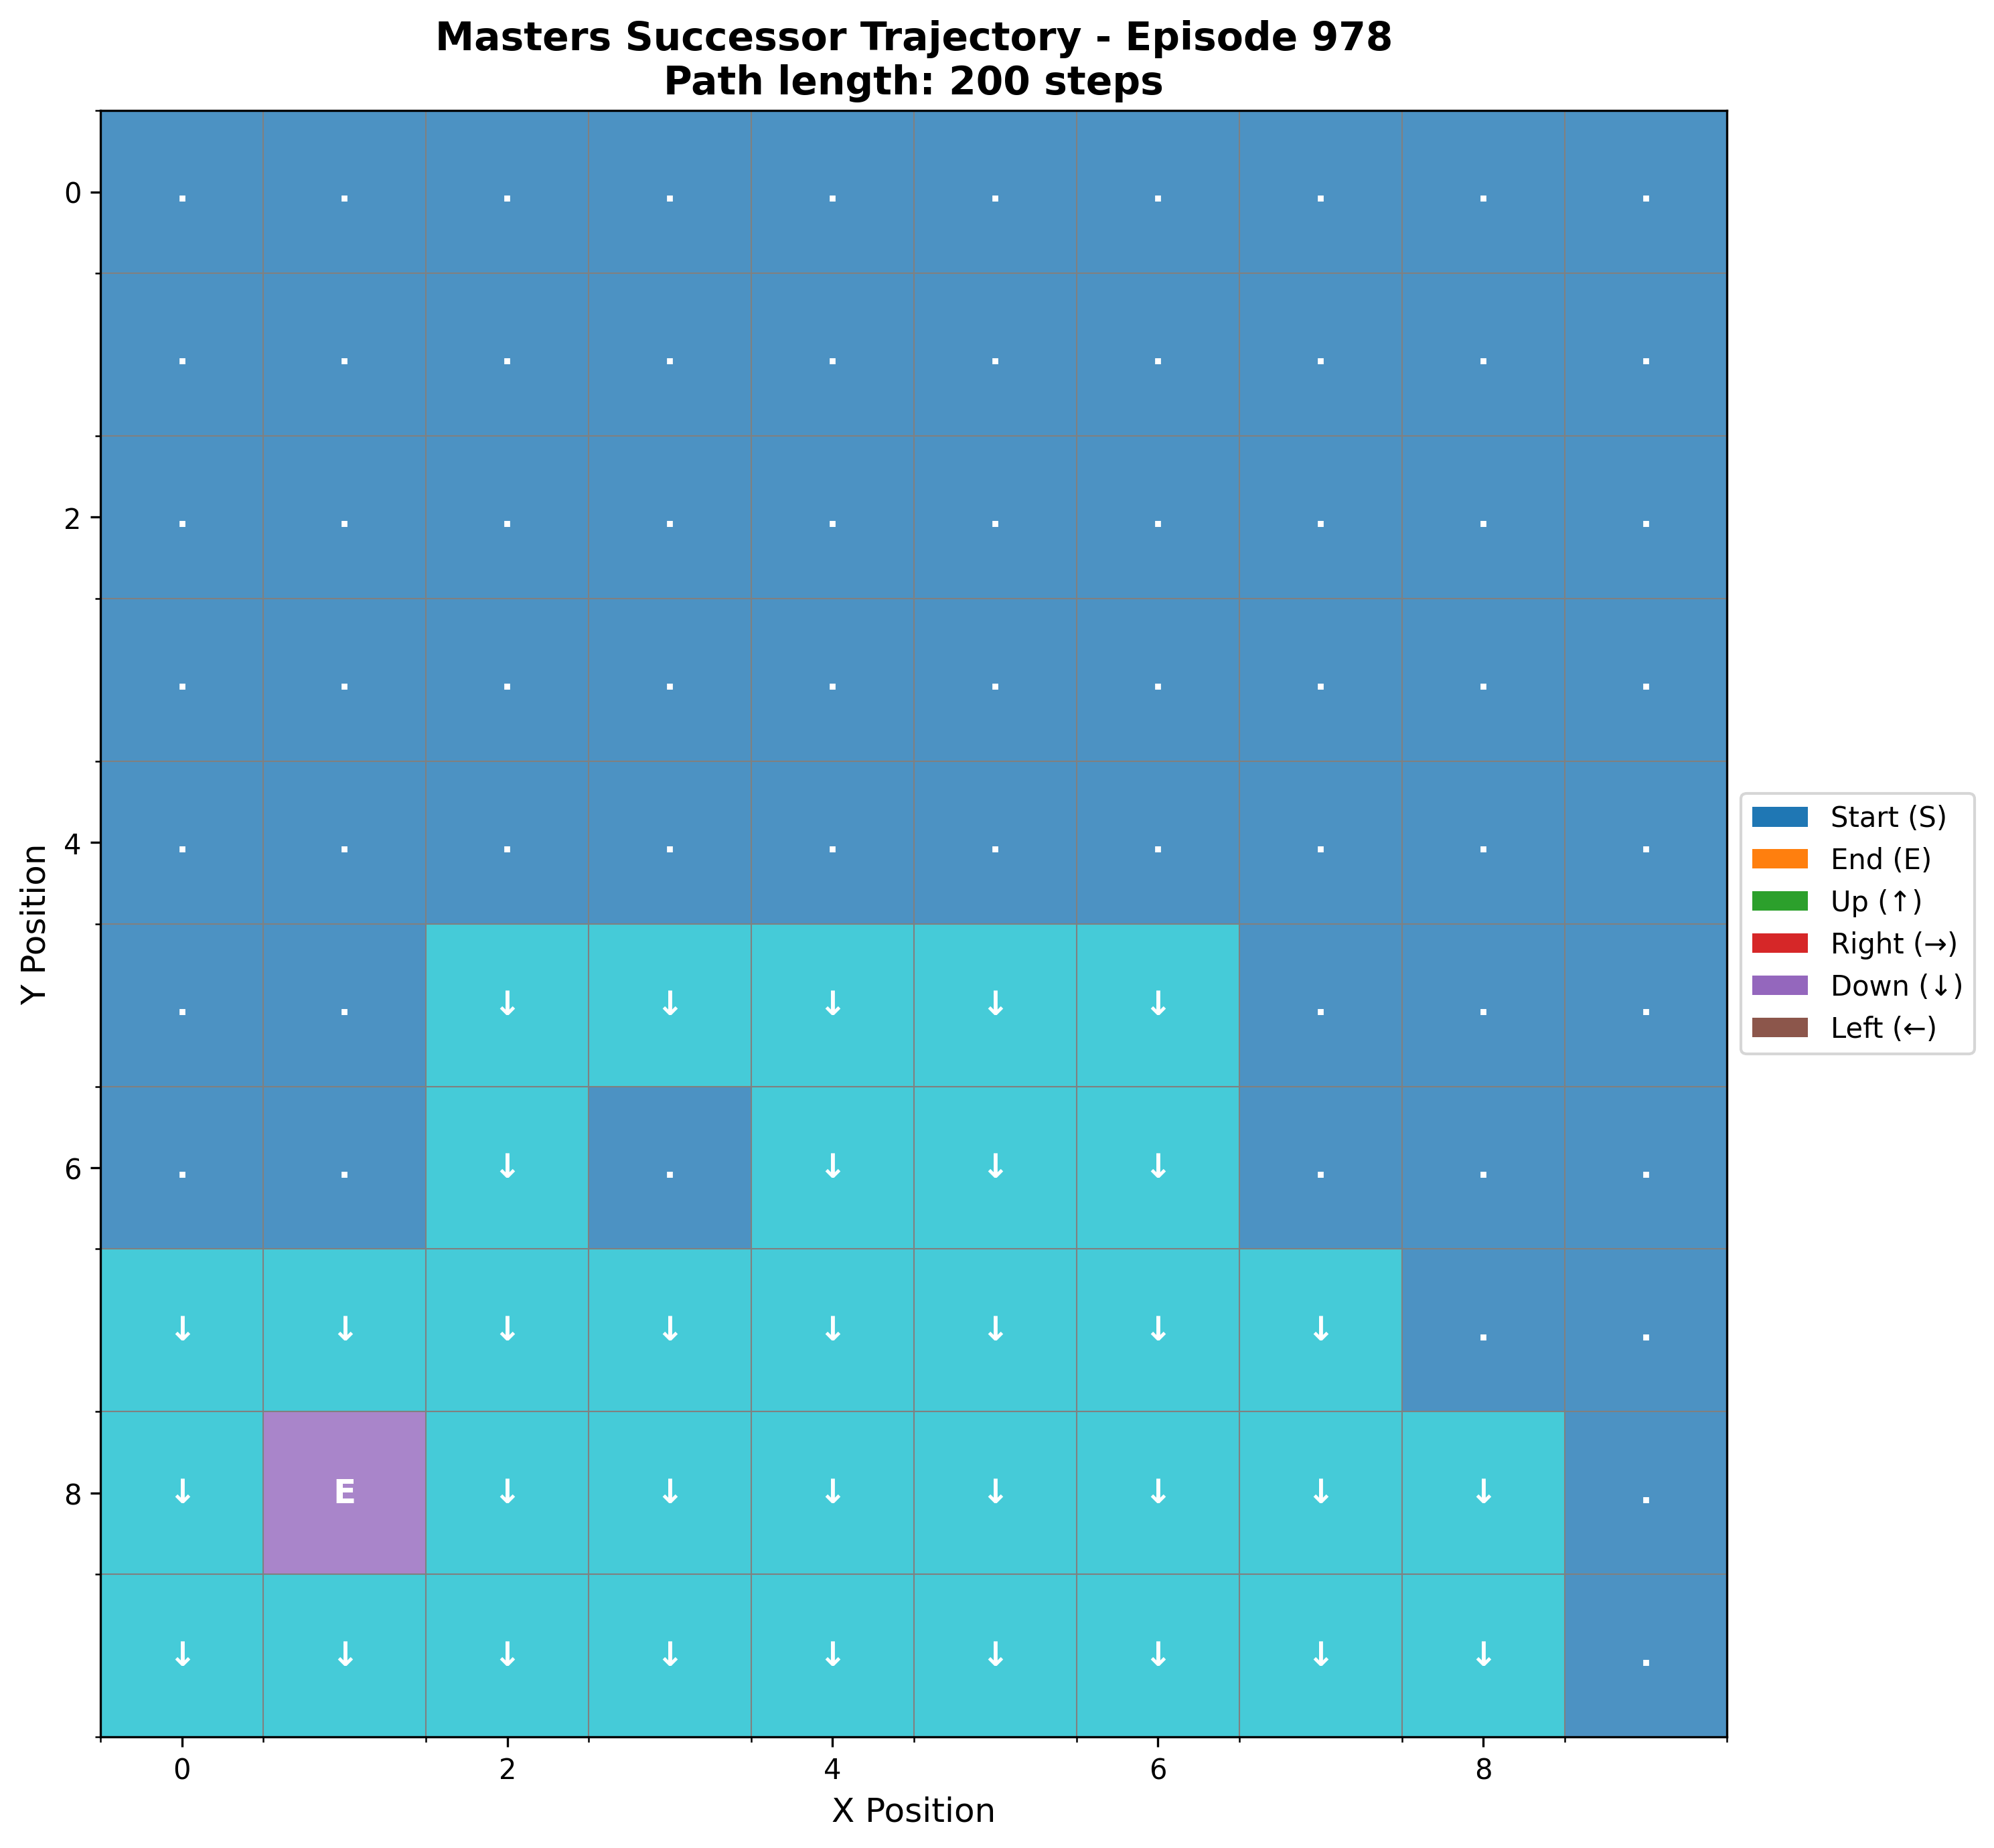 Masters Successor Trajectory - Episode 978
Path length: 200 steps
0 . . . . . . . . . .
. . . . . . . . . .
2 . . . . . . . . . .
. . . . . . . . . .
4 . . . . . . . . . .
. . ↓ ↓ ↓ ↓ ↓ . . .
6 . . ↓ . ↓ ↓ ↓ . . .
↓ ↓ ↓ ↓ ↓ ↓ ↓ ↓ . .
8 ↓ E ↓ ↓ ↓ ↓ ↓ ↓ ↓ .
↓ ↓ ↓ ↓ ↓ ↓ ↓ ↓ ↓ .
0 2 4 6 8
X Position
Y Position
Start (S)
End (E)
Up (↑)
Right (→)
Down (↓)
Left (←)